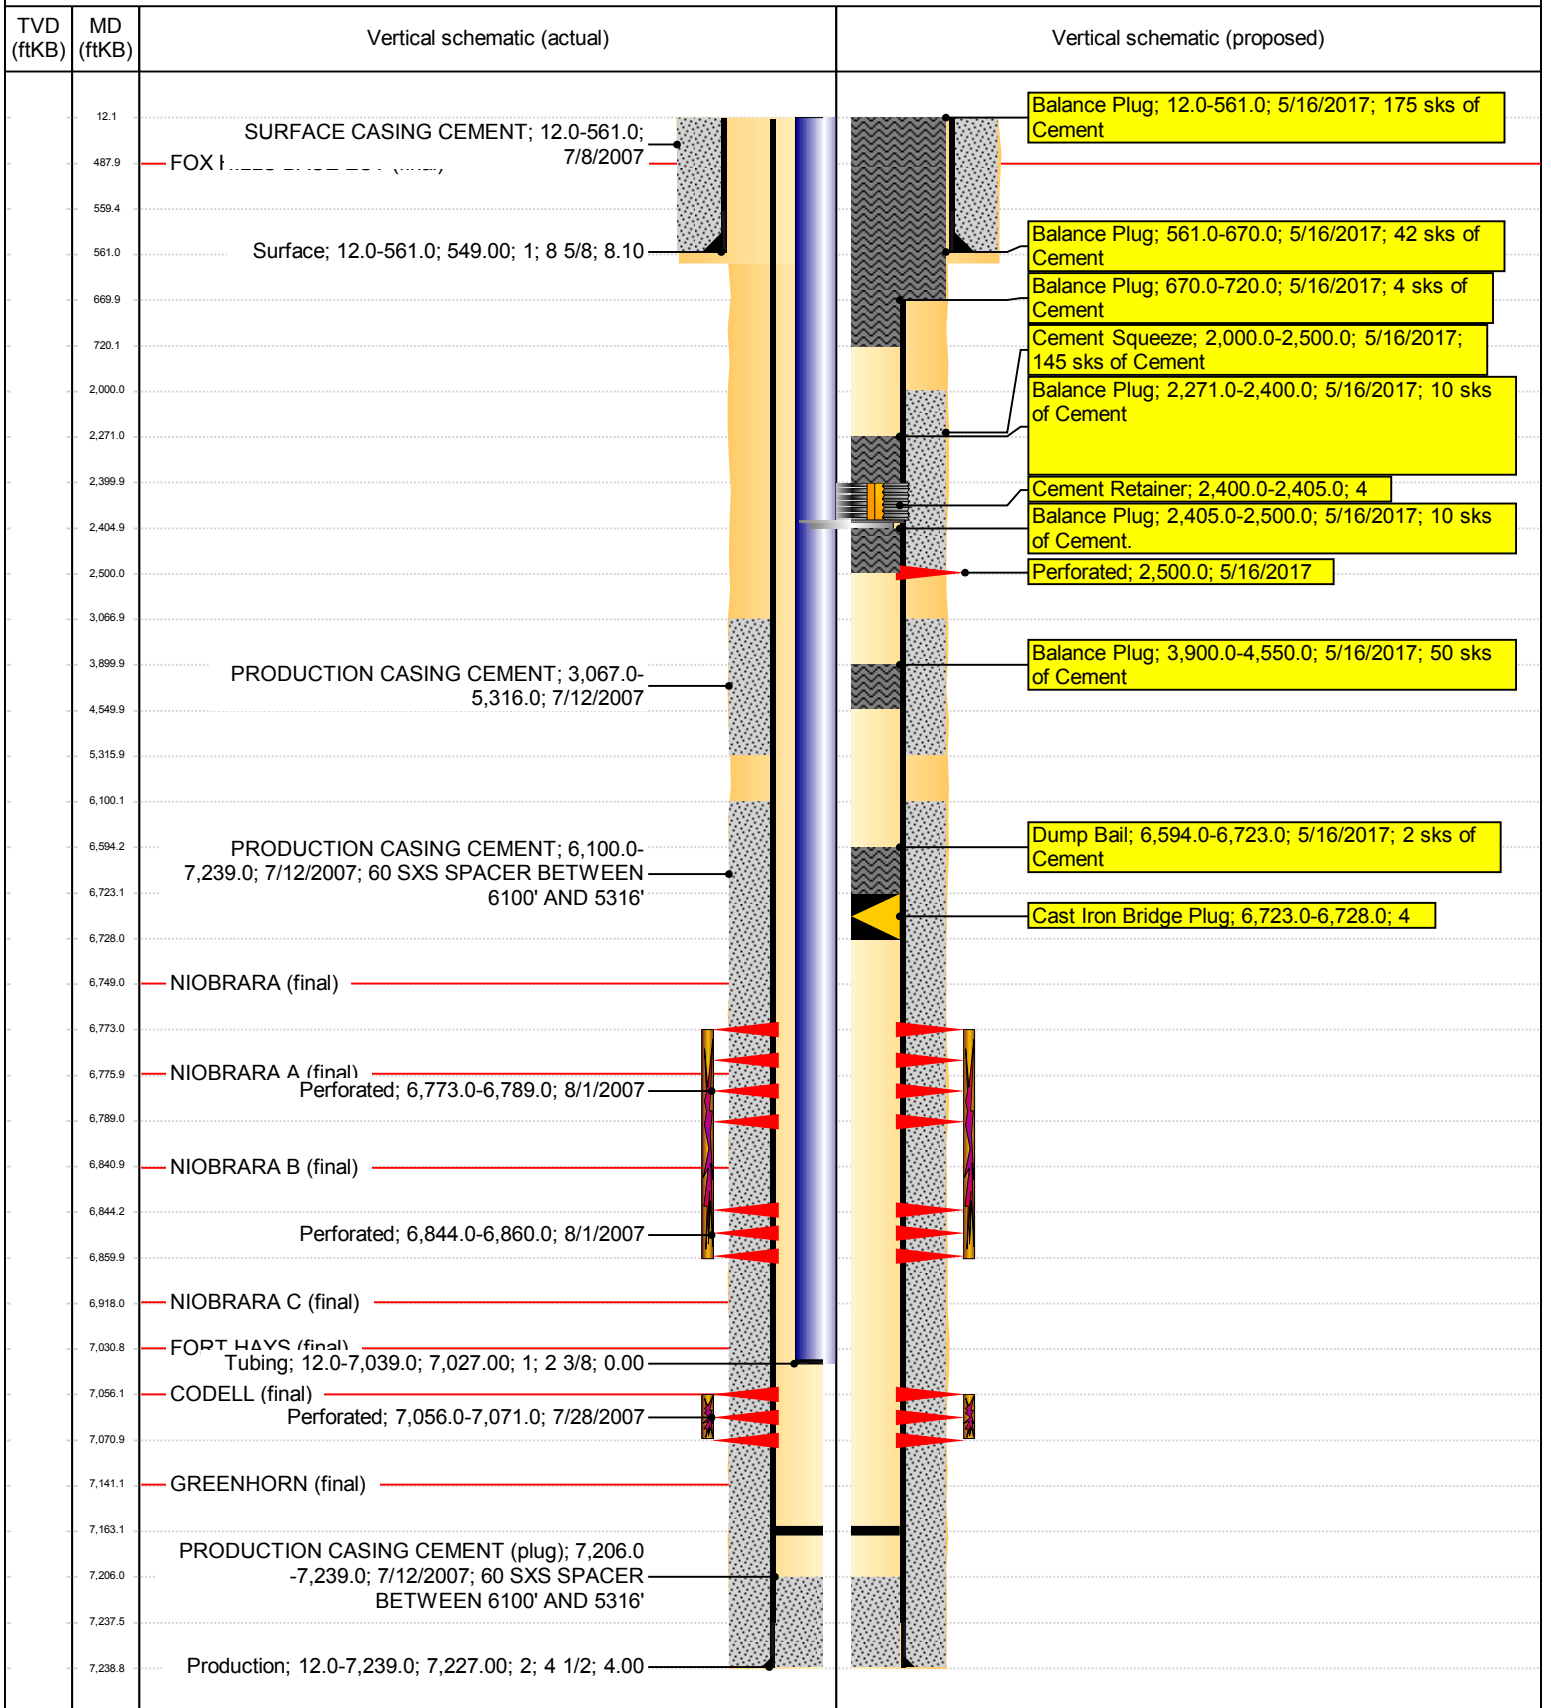 TVD
(ftKB)
MD
(ftKB)
Vertical schematic (actual)
Vertical schematic (proposed)
12.1
487.9
559.4
561.0
669.9
720.1
2,000.0
2,271.0
2,399.9
2,404.9
2,500.0
3,066.9
3,899.9
4,549.9
5,315.9
6,100.1
6,594.2
6,723.1
6,728.0
6,749.0
6,773.0
6,775.9
6,789.0
6,840.9
6,844.2
6,859.9
6,918.0
7,030.8
7,056.1
7,070.9
7,141.1
7,163.1
7,206.0
7,237.5
7,238.8
SURFACE CASING CEMENT; 12.0-561.0;
7/8/2007
FOX
Surface; 12.0-561.0; 549.00; 1; 8 5/8; 8.10
PRODUCTION CASING CEMENT; 3,067.0-
5,316.0; 7/12/2007
PRODUCTION CASING CEMENT; 6,100.0-
7,239.0; 7/12/2007; 60 SXS SPACER BETWEEN
6100' AND 5316'
NIOBRARA (final)
NIOBRARA A (final)
Perforated; 6,773.0-6,789.0; 8/1/2007
NIOBRARA B (final)
Perforated; 6,844.0-6,860.0; 8/1/2007
NIOBRARA C (final)
FORT HAYS (final)
Tubing; 12.0-7,039.0; 7,027.00; 1; 2 3/8; 0.00
CODELL (final)
Perforated; 7,056.0-7,071.0; 7/28/2007
GREENHORN (final)
PRODUCTION CASING CEMENT (plug); 7,206.0
-7,239.0; 7/12/2007; 60 SXS SPACER
BETWEEN 6100' AND 5316'
Production; 12.0-7,239.0; 7,227.00; 2; 4 1/2; 4.00
Balance Plug; 12.0-561.0; 5/16/2017; 175 sks of
Cement
Balance Plug; 561.0-670.0; 5/16/2017; 42 sks of
Cement
Balance Plug; 670.0-720.0; 5/16/2017; 4 sks of
Cement
Cement Squeeze; 2,000.0-2,500.0; 5/16/2017;
145 sks of Cement
Balance Plug; 2,271.0-2,400.0; 5/16/2017; 10 sks
of Cement
Cement Retainer; 2,400.0-2,405.0; 4
Balance Plug; 2,405.0-2,500.0; 5/16/2017; 10 sks
of Cement.
Perforated; 2,500.0; 5/16/2017
Balance Plug; 3,900.0-4,550.0; 5/16/2017; 50 sks
of Cement
Dump Bail; 6,594.0-6,723.0; 5/16/2017; 2 sks of
Cement
Cast Iron Bridge Plug; 6,723.0-6,728.0; 4